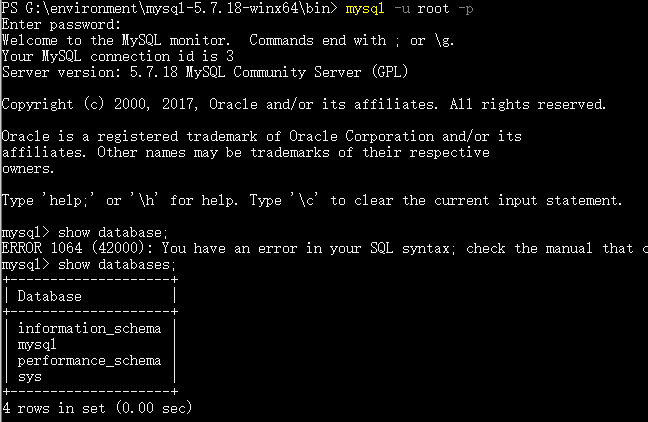 PS G:\environment\mysql-5.7.18-winx64\bin> mysql -u root -p
Enter password:
Welcome to the MySQL monitor.  Commands end with ; or \g.
Your MySQL connection id is 3
Server version: 5.7.18 MySQL Community Server (GPL)
Copyright (c) 2000, 2017, Oracle and/or its affiliates. All rights reserved.
Oracle is a registered trademark of Oracle Corporation and/or its
affiliates. Other names may be trademarks of their respective
owners.
Type 'help;' or '\h' for help. Type '\c' to clear the current input statement.
mysql> show database;
ERROR 1064 (42000): You have an error in your SQL syntax; check the manual that c
mysql> show databases;
+--------------------+
| Database           |
+--------------------+
| information_schema |
| mysql              |
| performance_schema |
| sys                |
+--------------------+
4 rows in set (0.00 sec)